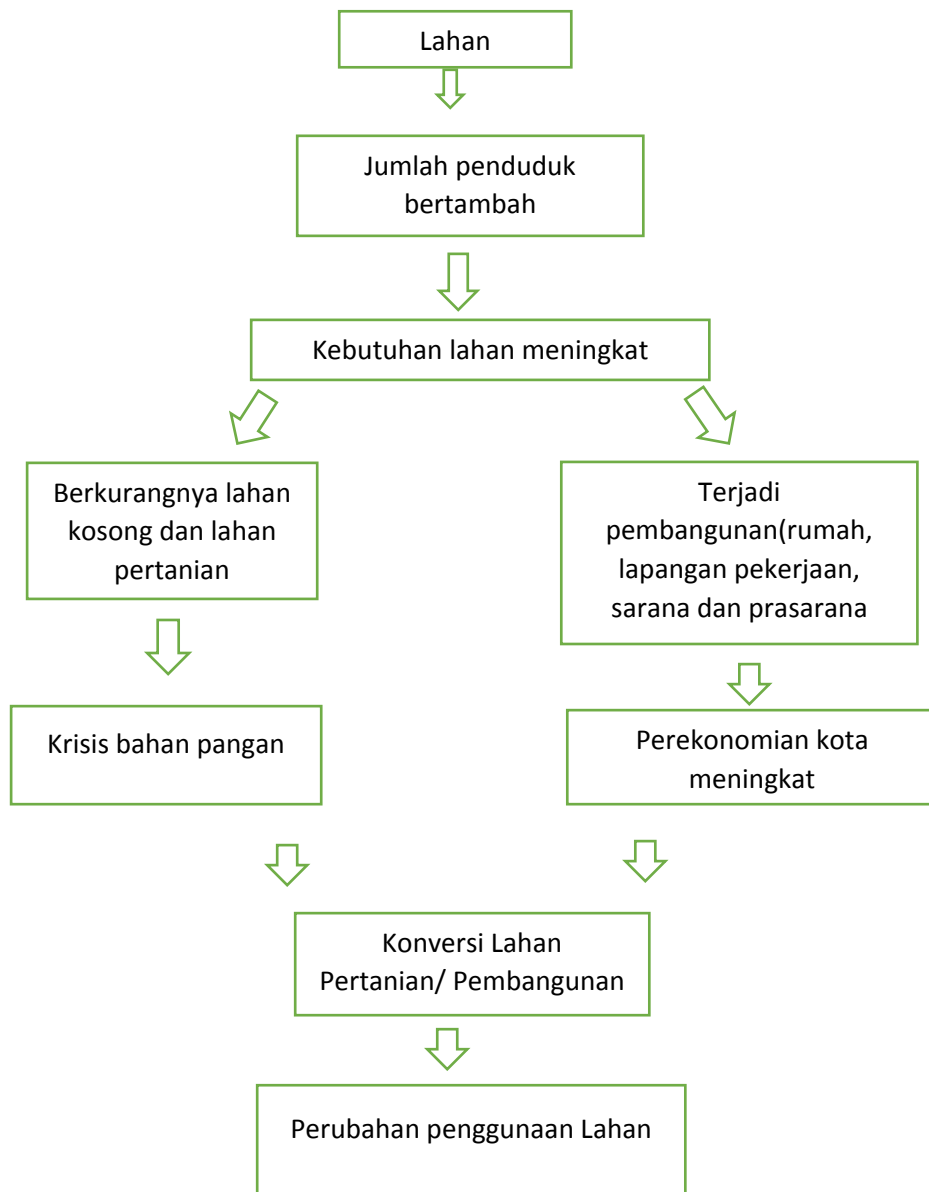 Lahan
Jumlah penduduk
bertambah
Kebutuhan lahan meningkat
Berkurangnya lahan
kosong dan lahan
pertanian
Terjadi
pembangunan(rumah,
lapangan pekerjaan,
sarana dan prasarana
Krisis bahan pangan
Perekonomian kota
meningkat
Konversi Lahan
Pertanian/ Pembangunan
Perubahan penggunaan Lahan